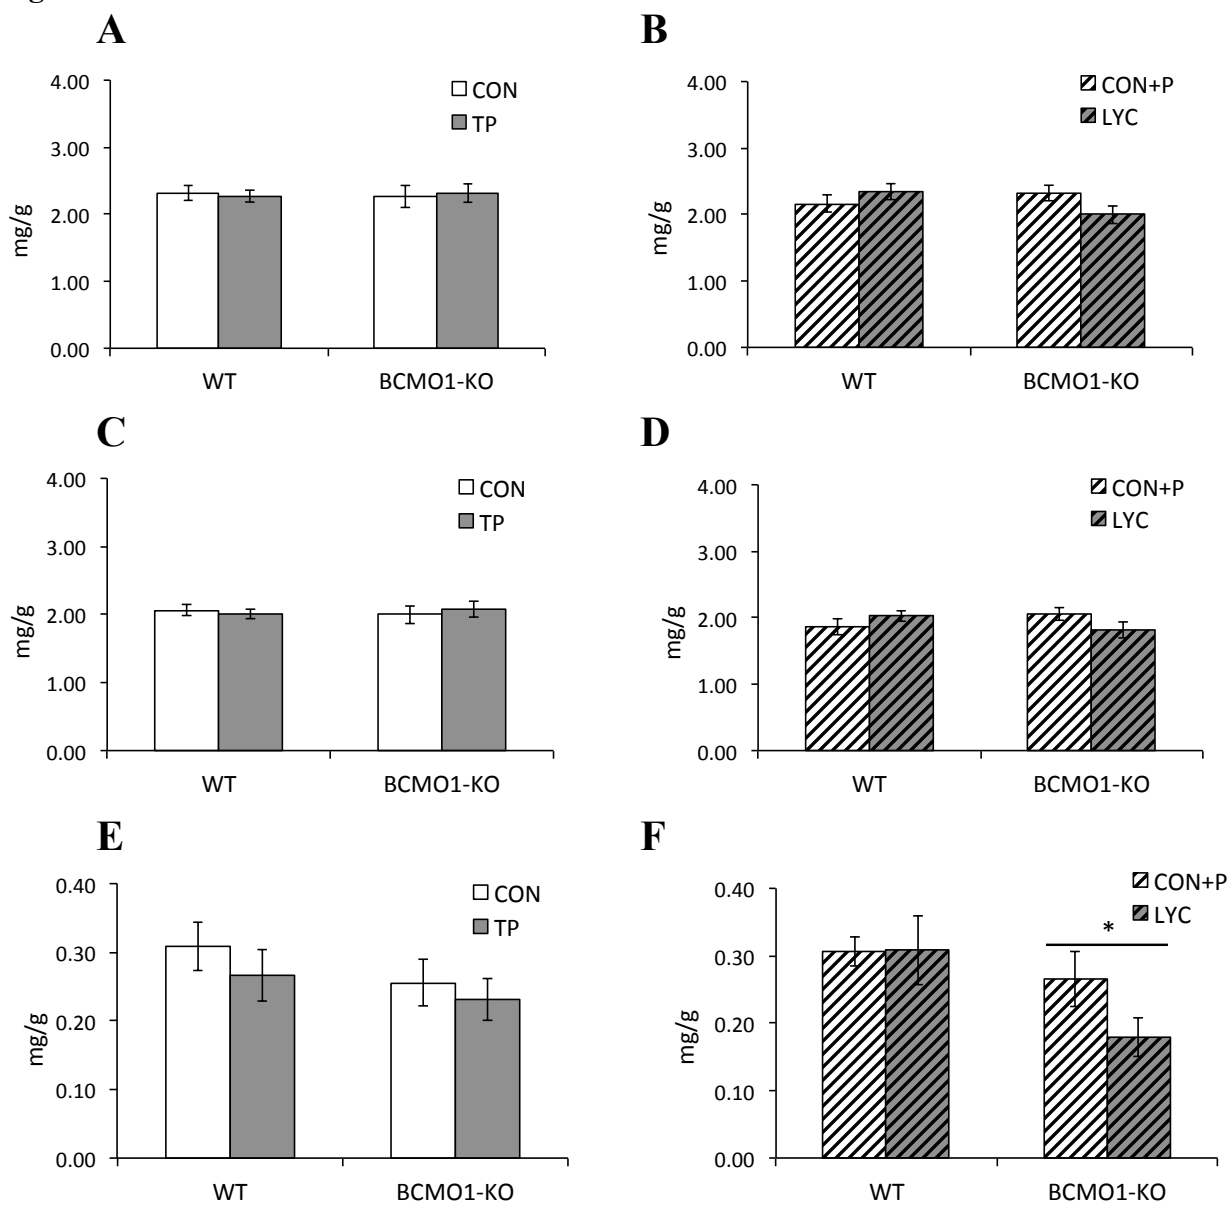 A
B
4.00
3.00
2.00
1.00
0.00
mg/g
CON
TP
WT
BCMO1-KO
4.00
3.00
2.00
1.00
0.00
mg/g
CON+P
LYC
WT
BCMO1-KO
C
D
4.00
3.00
2.00
1.00
0.00
mg/g
CON
TP
WT
BCMO1-KO
4.00
3.00
2.00
1.00
0.00
mg/g
CON+P
LYC
WT
BCMO1-KO
E
F
0.40
0.30
0.20
0.10
0.00
mg/g
CON
TP
WT
BCMO1-KO
0.40
0.30
0.20
0.10
0.00
mg/g
CON+P
LYC
*
WT
BCMO1-KO